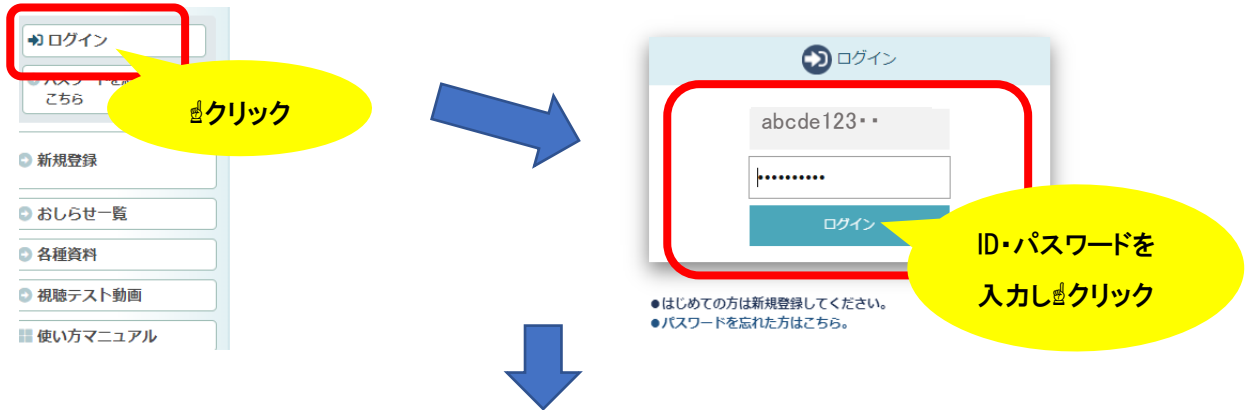 ログイン
こちら
☝クリック
新規登録
おしらせ一覧
各種資料
視聴テスト動画
使い方マニュアル
ログイン
abcde123・・
••••••••••
ログイン
ID・パスワードを
入力し☝クリック
●はじめての方は新規登録してください。
●パスワードを忘れた方はこちら。